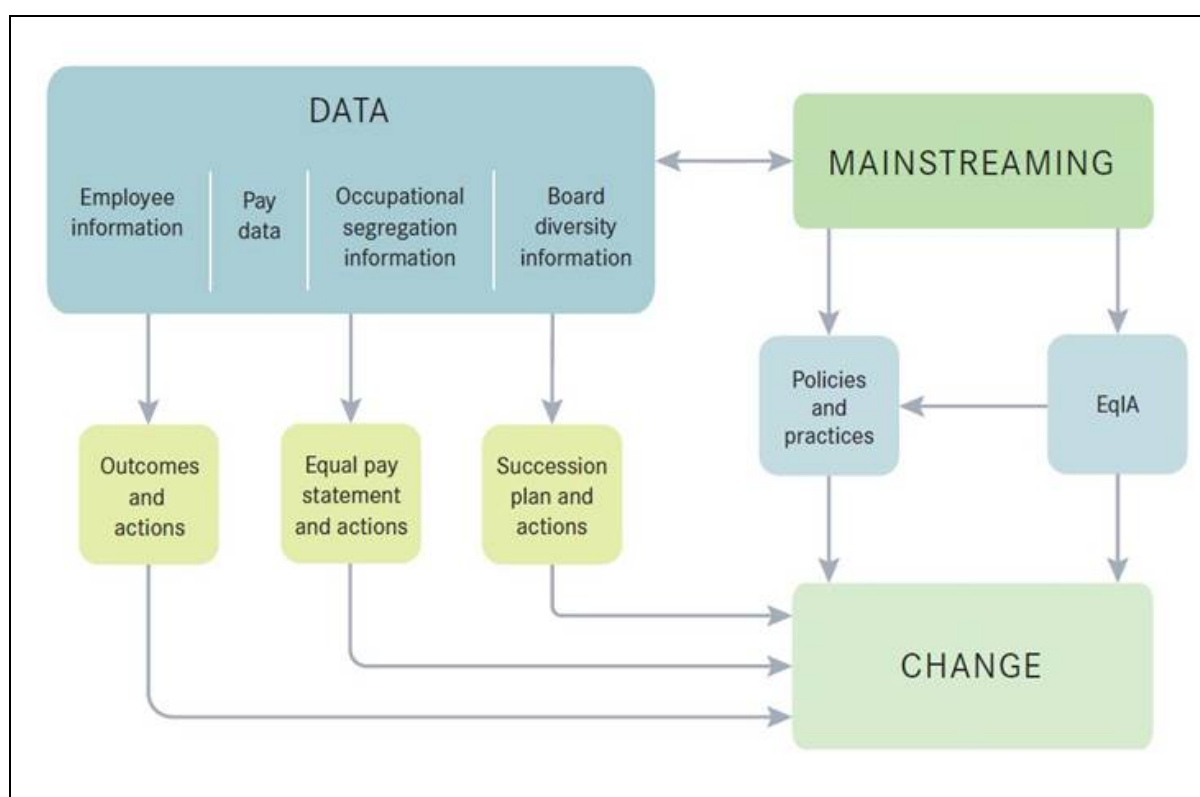 DATA
Employee
information
Pay
data
Occupational
segregation
information
Board
diversity
information
MAINSTREAMING
Policies
and
practices
EqIA
Outcomes
and
actions
Equal pay
statement
and actions
Succession
plan and
actions
CHANGE